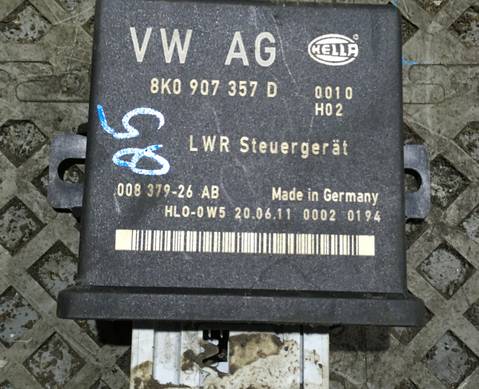 VW AG HELLA
8K0 907 357 D 0010
H02
LWR Steuergerät
008 379-26 AB Made in Germany
HLO-0W5 20.06.11 0002 0194